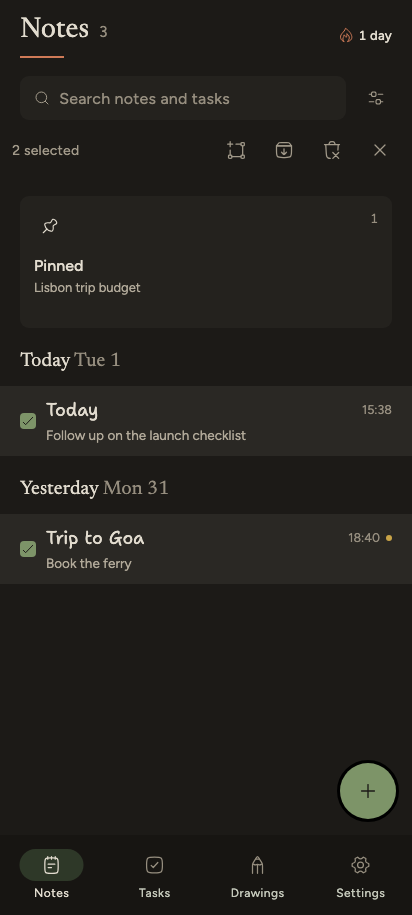 Notes 3
1 day
Search notes and tasks
2 selected
1
Pinned
Lisbon trip budget
Today Tue 1
Today 15:38
Follow up on the launch checklist
Yesterday Mon 31
Trip to Goa 18:40
Book the ferry
Notes Tasks Drawings Settings